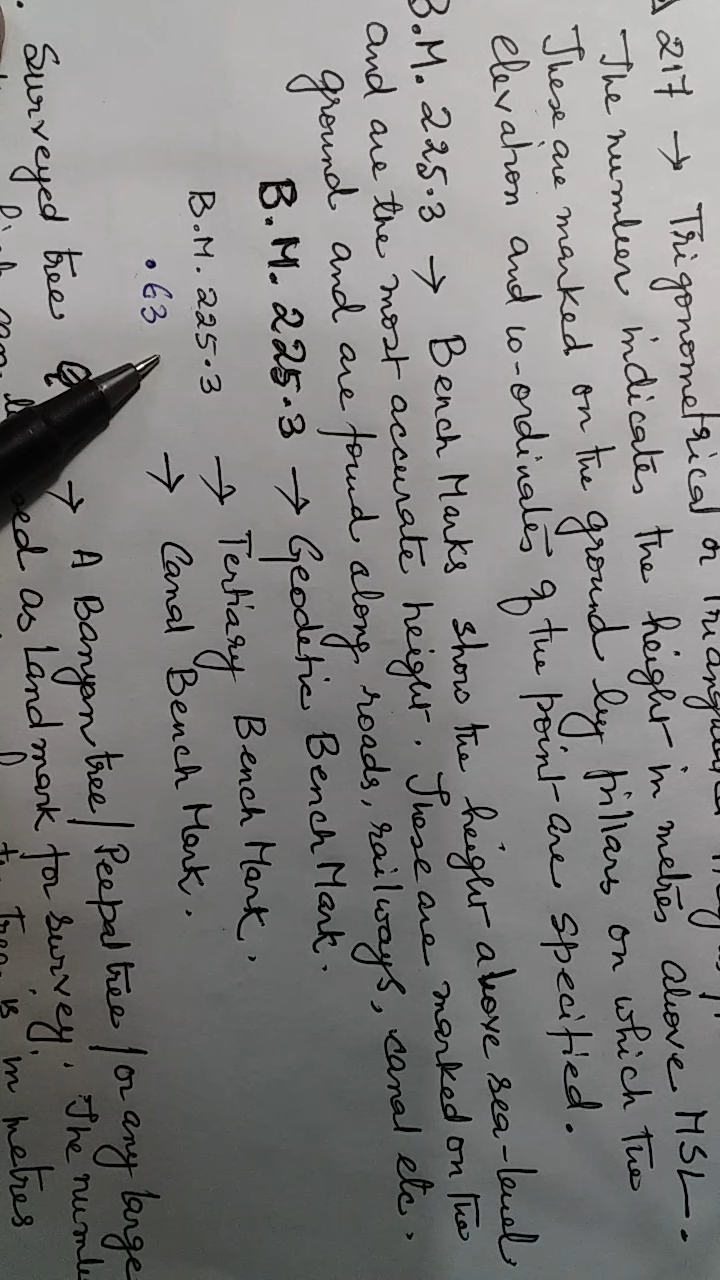 △ 217 → Trigonometrical or
The number indicates the height in metres above MSL.
These are marked on the ground by pillars on which the
elevation and co-ordinates of the point are specified.
B.M. 225.3 → Bench Marks show the height above sea-level
and are the most accurate height. These are marked on the
ground and are found along roads, railways, canal etc.
B.M. 225.3 → Geodetic Bench Mark.
B.M. 225.3 → Tertiary Bench Mark.
.63 → Canal Bench Mark.
Surveyed tree → A Banyan tree/Peepal tree/or any large
as Landmark for survey. The
tree is in metres